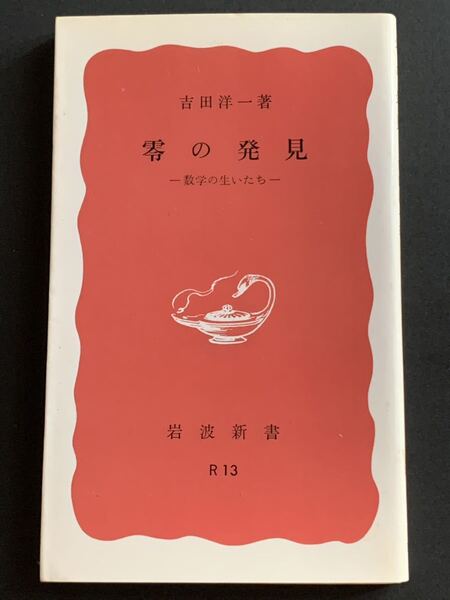 吉田洋一著
零の発見
―数学の生いたち―
岩波新書
R13